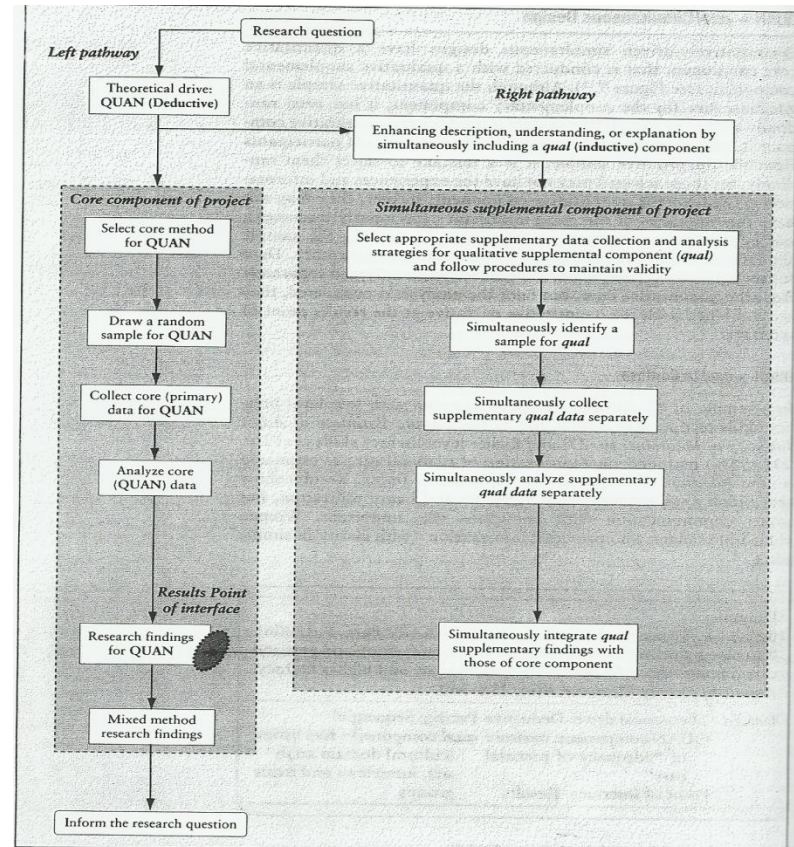 Research question
Left pathway
Theoretical drive:
QUAN (Deductive)
Right pathway
Enhancing description, understanding, or explanation by
simultaneously including a qual (inductive) component
Core component of project
Select core method
for QUAN
Draw a random
sample for QUAN
Collect core (primary)
data for QUAN
Analyze core
(QUAN) data
Results Point
of interface
Research findings
for QUAN
Mixed method
research findings
Simultaneous supplemental component of project
Select appropriate supplementary data collection and analysis
strategies for qualitative supplemental component (qual)
and follow procedures to maintain validity
Simultaneously identify a
sample for qual
Simultaneously collect
supplementary qual data separately
Simultaneously analyze supplementary
qual data separately
Simultaneously integrate qual
supplementary findings with
those of core component
Inform the research question